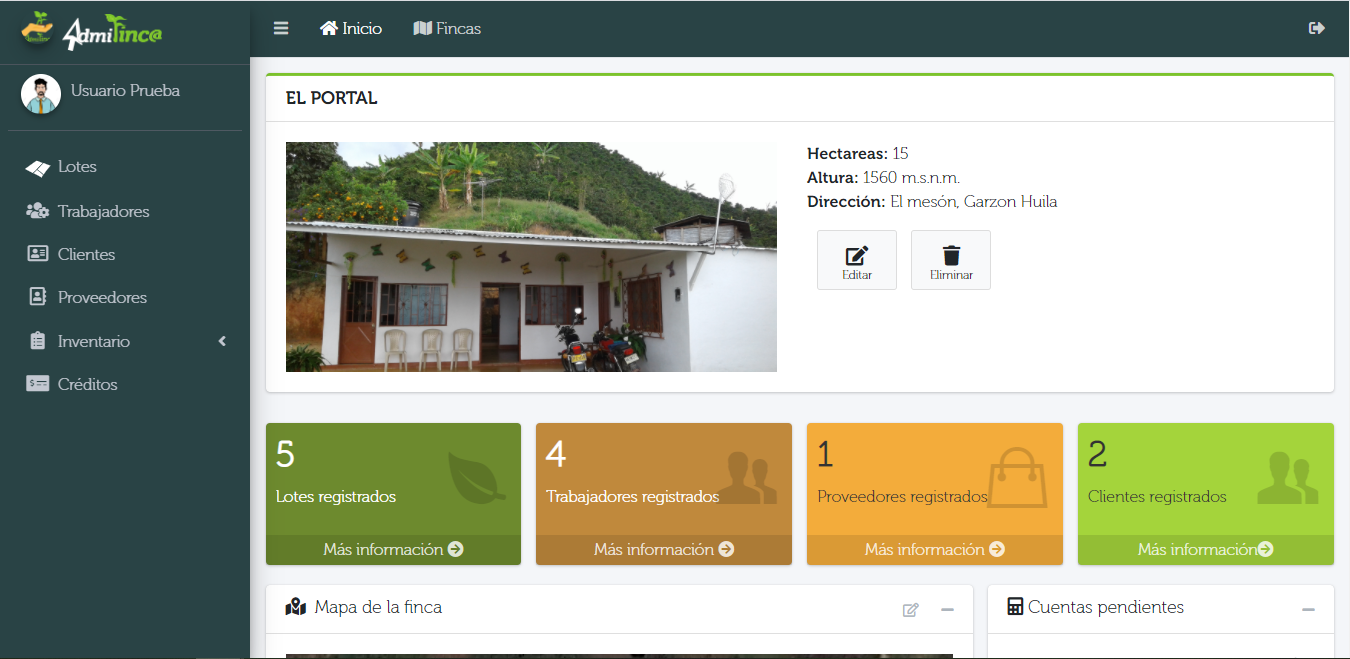 Admifinc@
Inicio
Fincas
Usuario Prueba
Lotes
Trabajadores
Clientes
Proveedores
Inventario
Créditos
EL PORTAL
Hectareas: 15
Altura: 1560 m.s.n.m.
Dirección: El mesón, Garzon Huila
Editar
Eliminar
5
Lotes registrados
Más información
4
Trabajadores registrados
Más información
1
Proveedores registrados
Más información
2
Clientes registrados
Más información
Mapa de la finca
Cuentas pendientes